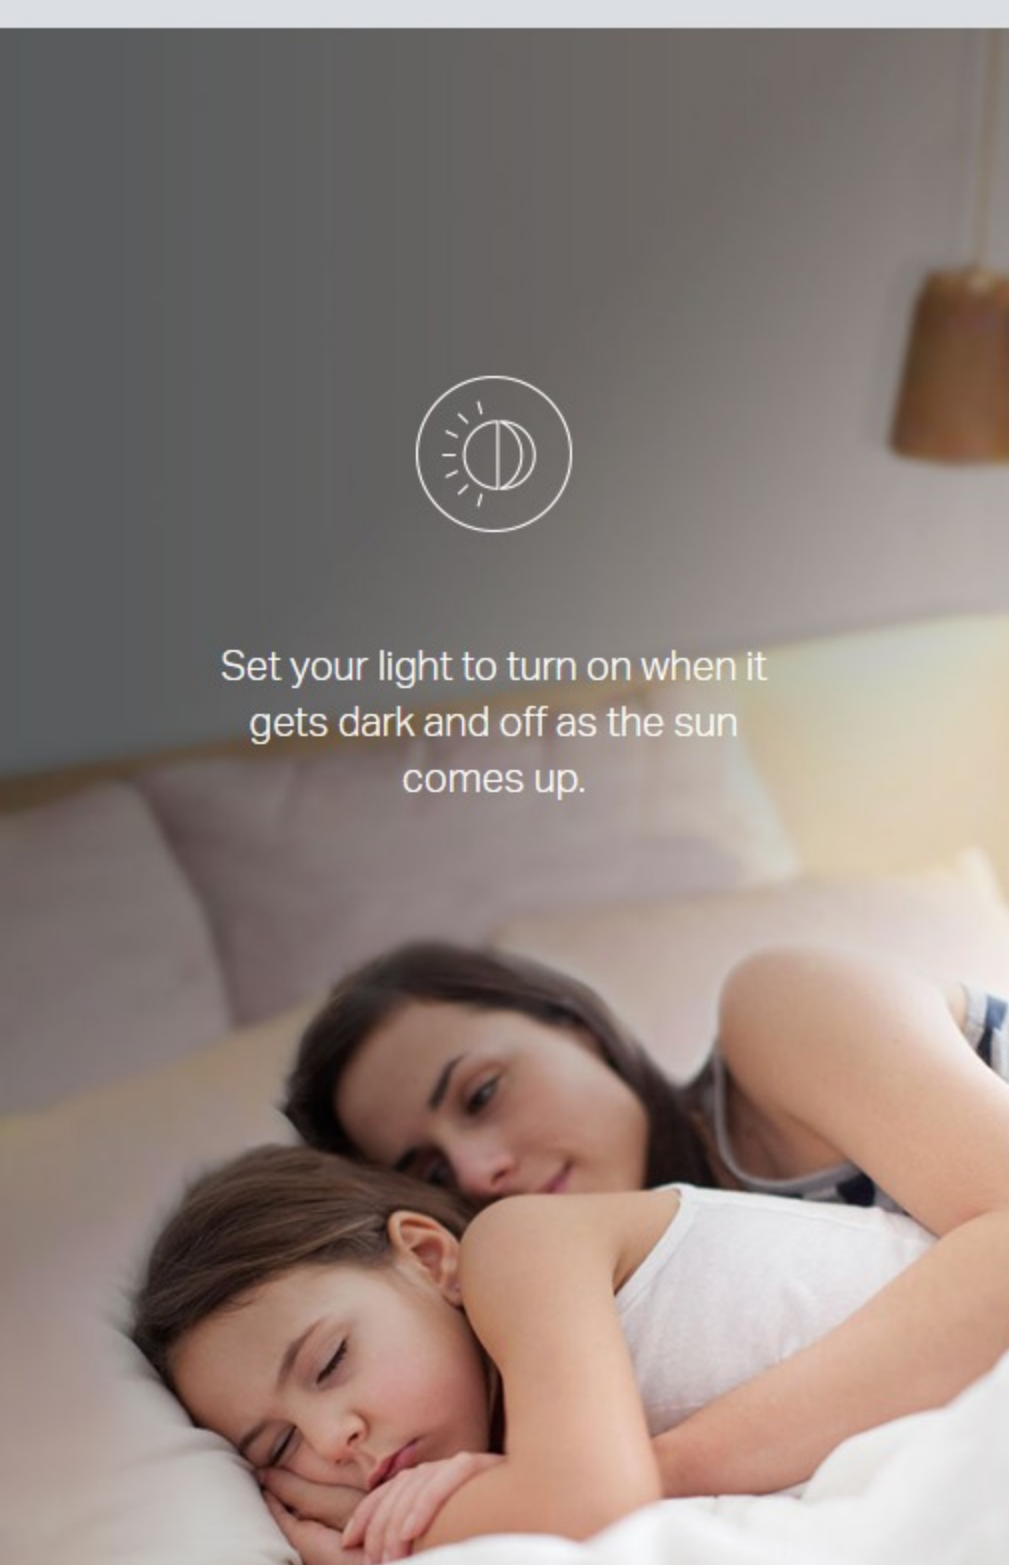 Set your light to turn on when it
gets dark and off as the sun
comes up.